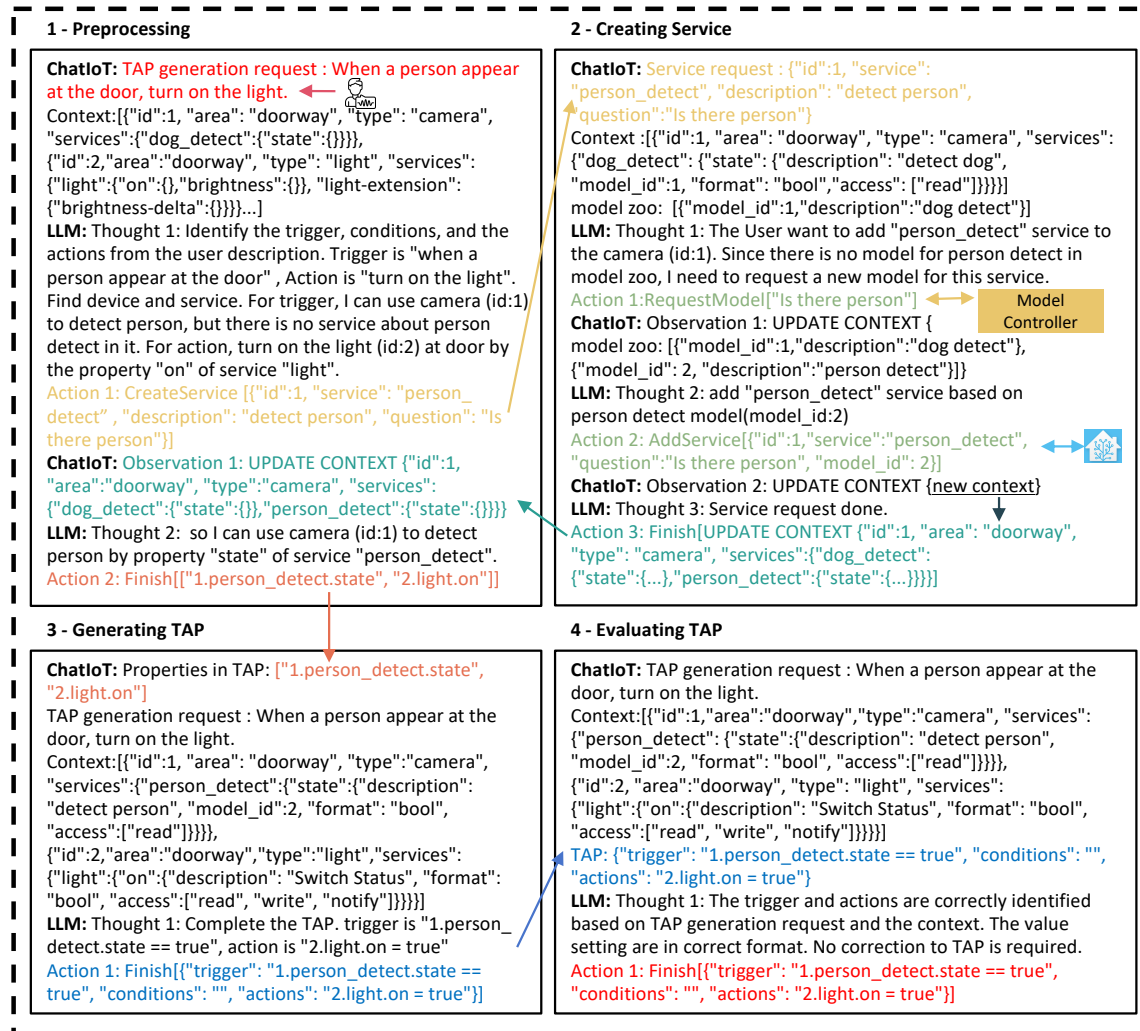 1 - Preprocessing
ChatIoT: TAP generation request : When a person appear
at the door, turn on the light.
Context:[{"id":1, "area": "doorway", "type": "camera",
"services":{"dog_detect":{"state":{}}}},
{"id":2,"area":"doorway", "type": "light", "services":
{"light":{"on":{},"brightness":{}}, "light-extension":
{"brightness-delta":{}}}}...]
LLM: Thought 1: Identify the trigger, conditions, and the
actions from the user description. Trigger is "when a
person appear at the door" , Action is "turn on the light".
Find device and service. For trigger, I can use camera (id:1)
to detect person, but there is no service about person
detect in it. For action, turn on the light (id:2) at door by
the property "on" of service "light".
Action 1: CreateService [{"id":1, "service": "person_
detect” , "description": "detect person", "question": "Is
there person"}]
ChatIoT: Observation 1: UPDATE CONTEXT {"id":1,
"area":"doorway", "type":"camera", "services":
{"dog_detect":{"state":{}},"person_detect":{"state":{}}}}
LLM: Thought 2:  so I can use camera (id:1) to detect
person by property "state" of service "person_detect".
Action 2: Finish[["1.person_detect.state", "2.light.on"]]
2 - Creating Service
ChatIoT: Service request : {"id":1, "service":
"person_detect", "description": "detect person",
"question":"Is there person"}
Context :[{"id":1, "area": "doorway", "type": "camera", "services":
{"dog_detect": {"state": {"description": "detect dog",
"model_id":1, "format": "bool","access": ["read"]}}}}]
model zoo:  [{"model_id":1,"description":"dog detect"}]
LLM: Thought 1: The User want to add "person_detect" service to
the camera (id:1). Since there is no model for person detect in
model zoo, I need to request a new model for this service.
Action 1:RequestModel["Is there person"]
Model
Controller
ChatIoT: Observation 1: UPDATE CONTEXT {
model zoo: [{"model_id":1,"description":"dog detect"},
{"model_id": 2, "description":"person detect"}]}
LLM: Thought 2: add "person_detect" service based on
person detect model(model_id:2)
Action 2: AddService[{"id":1,"service":"person_detect",
"question":"Is there person", "model_id": 2}]
ChatIoT: Observation 2: UPDATE CONTEXT {new context}
LLM: Thought 3: Service request done.
Action 3: Finish[UPDATE CONTEXT {"id":1, "area": "doorway",
"type": "camera", "services":{"dog_detect":
{"state":{...},"person_detect":{"state":{...}}}}]
3 - Generating TAP
ChatIoT: Properties in TAP: ["1.person_detect.state",
"2.light.on"]
TAP generation request : When a person appear at the
door, turn on the light.
Context:[{"id":1, "area": "doorway", "type":"camera",
"services":{"person_detect":{"state":{"description":
"detect person", "model_id":2, "format": "bool",
"access":["read"]}}}},
{"id":2,"area":"doorway","type":"light","services":
{"light":{"on":{"description": "Switch Status", "format":
"bool", "access":["read", "write", "notify"]}}}}]
LLM: Thought 1: Complete the TAP. trigger is "1.person_
detect.state == true", action is "2.light.on = true"
Action 1: Finish[{"trigger": "1.person_detect.state ==
true", "conditions": "", "actions": "2.light.on = true"}]
4 - Evaluating TAP
ChatIoT: TAP generation request : When a person appear at the
door, turn on the light.
Context:[{"id":1,"area":"doorway","type":"camera", "services":
{"person_detect": {"state":{"description": "detect person",
"model_id":2, "format": "bool", "access":["read"]}}}},
{"id":2, "area":"doorway", "type": "light", "services":
{"light":{"on":{"description": "Switch Status", "format": "bool",
"access":["read", "write", "notify"]}}}}]
TAP: {"trigger": "1.person_detect.state == true", "conditions": "",
"actions": "2.light.on = true"}
LLM: Thought 1: The trigger and actions are correctly identified
based on TAP generation request and the context. The value
setting are in correct format. No correction to TAP is required.
Action 1: Finish[{"trigger": "1.person_detect.state == true",
"conditions": "", "actions": "2.light.on = true"}]